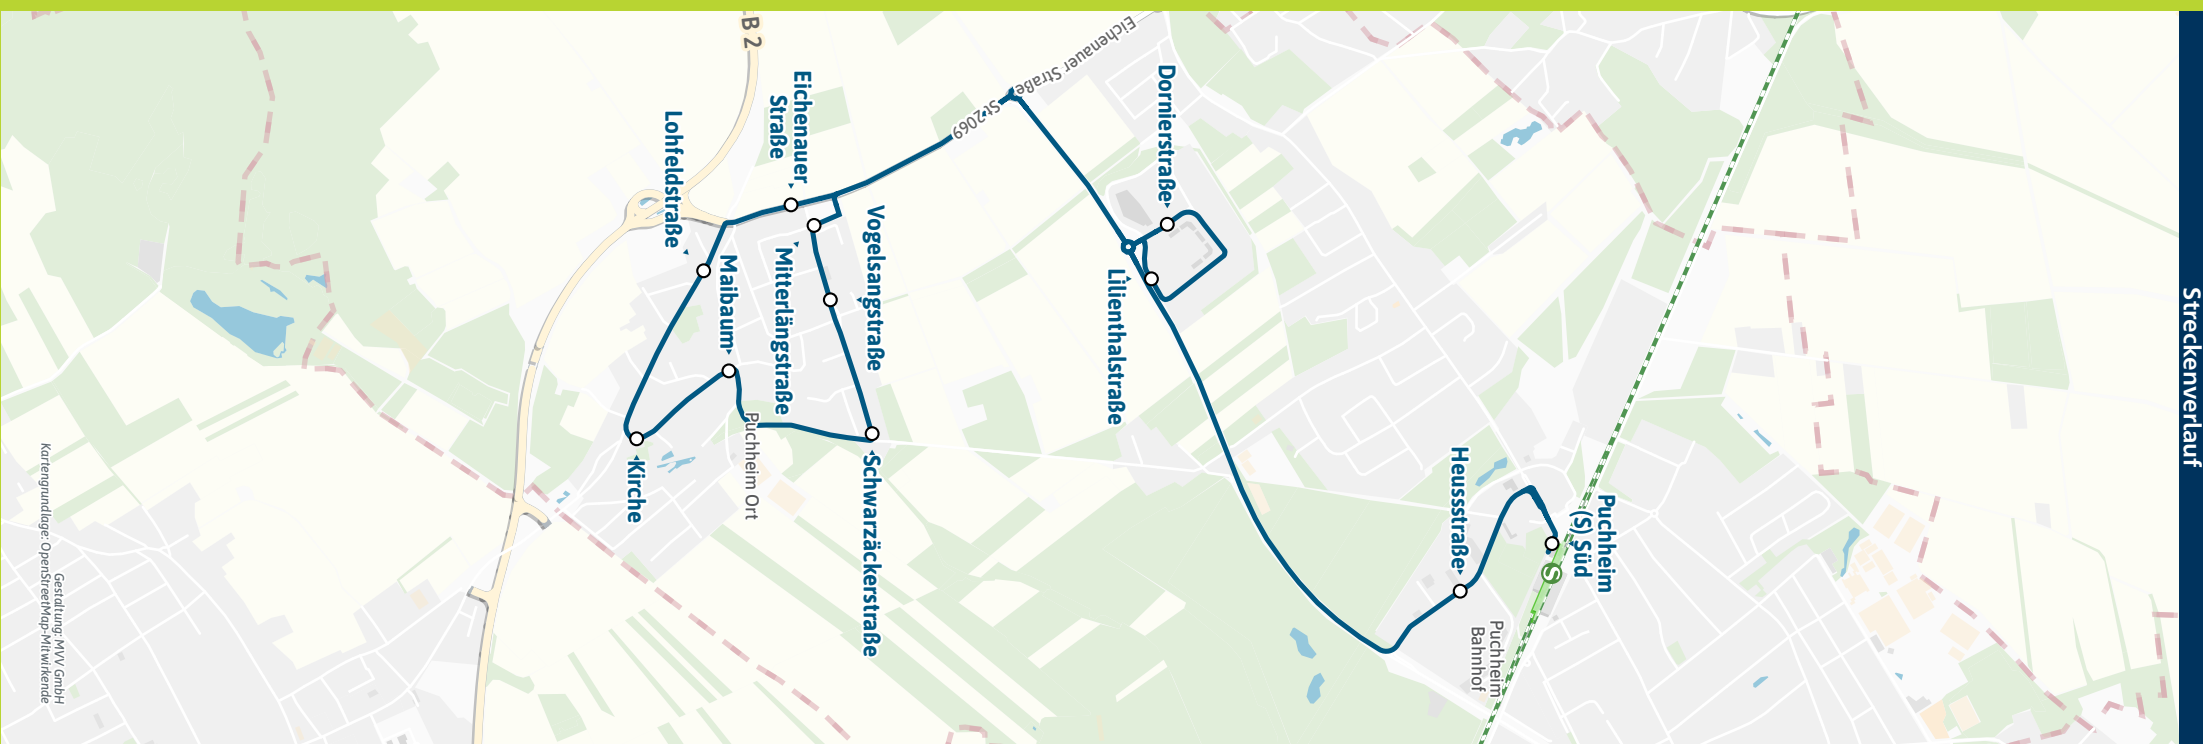 Streckenverlauf
Puchheim
(S) Süd
S
Puchheim
Bahnhof
Heussstraße
Dornierstraße
Lilienthalstraße
Eichenauer Straße
St 2069
Vogelsangstraße
Schwarzäckerstraße
Eichenauer
Straße
Mitterlängstraße
B 2
Puchheim Ort
Maibaum
Lohfeldstraße
Kirche
Gestaltung: MVV GmbH
Kartengrundlage: OpenStreetMap-Mitwirkende